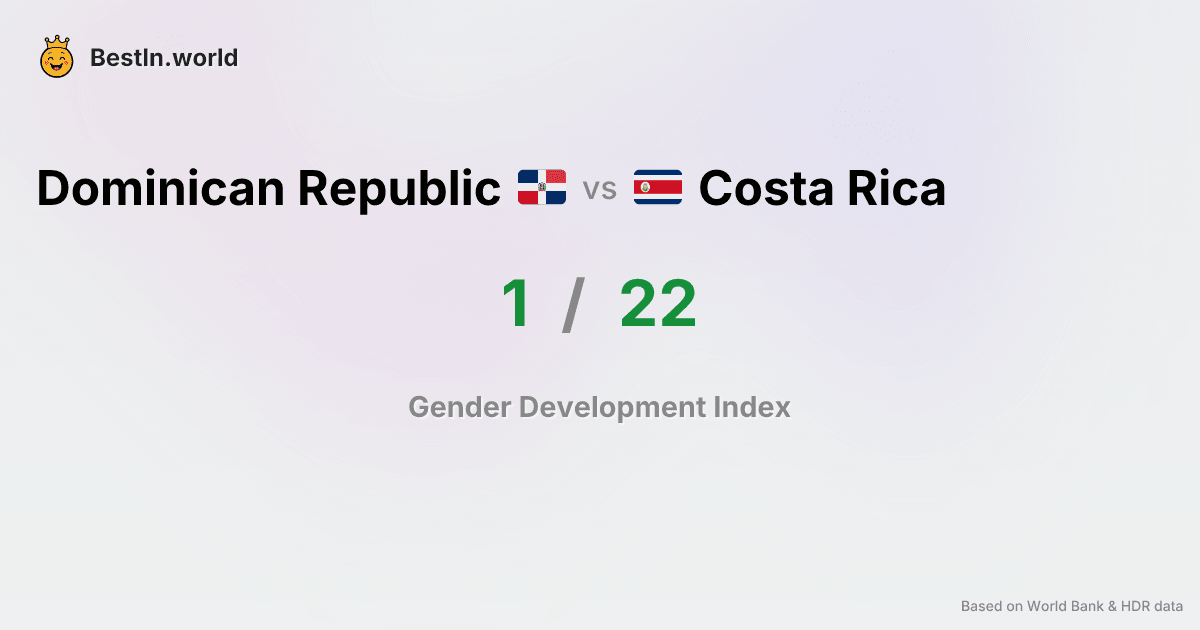 BestIn.world
Dominican Republic vs Costa Rica
1 / 22
Gender Development Index
Based on World Bank & HDR data